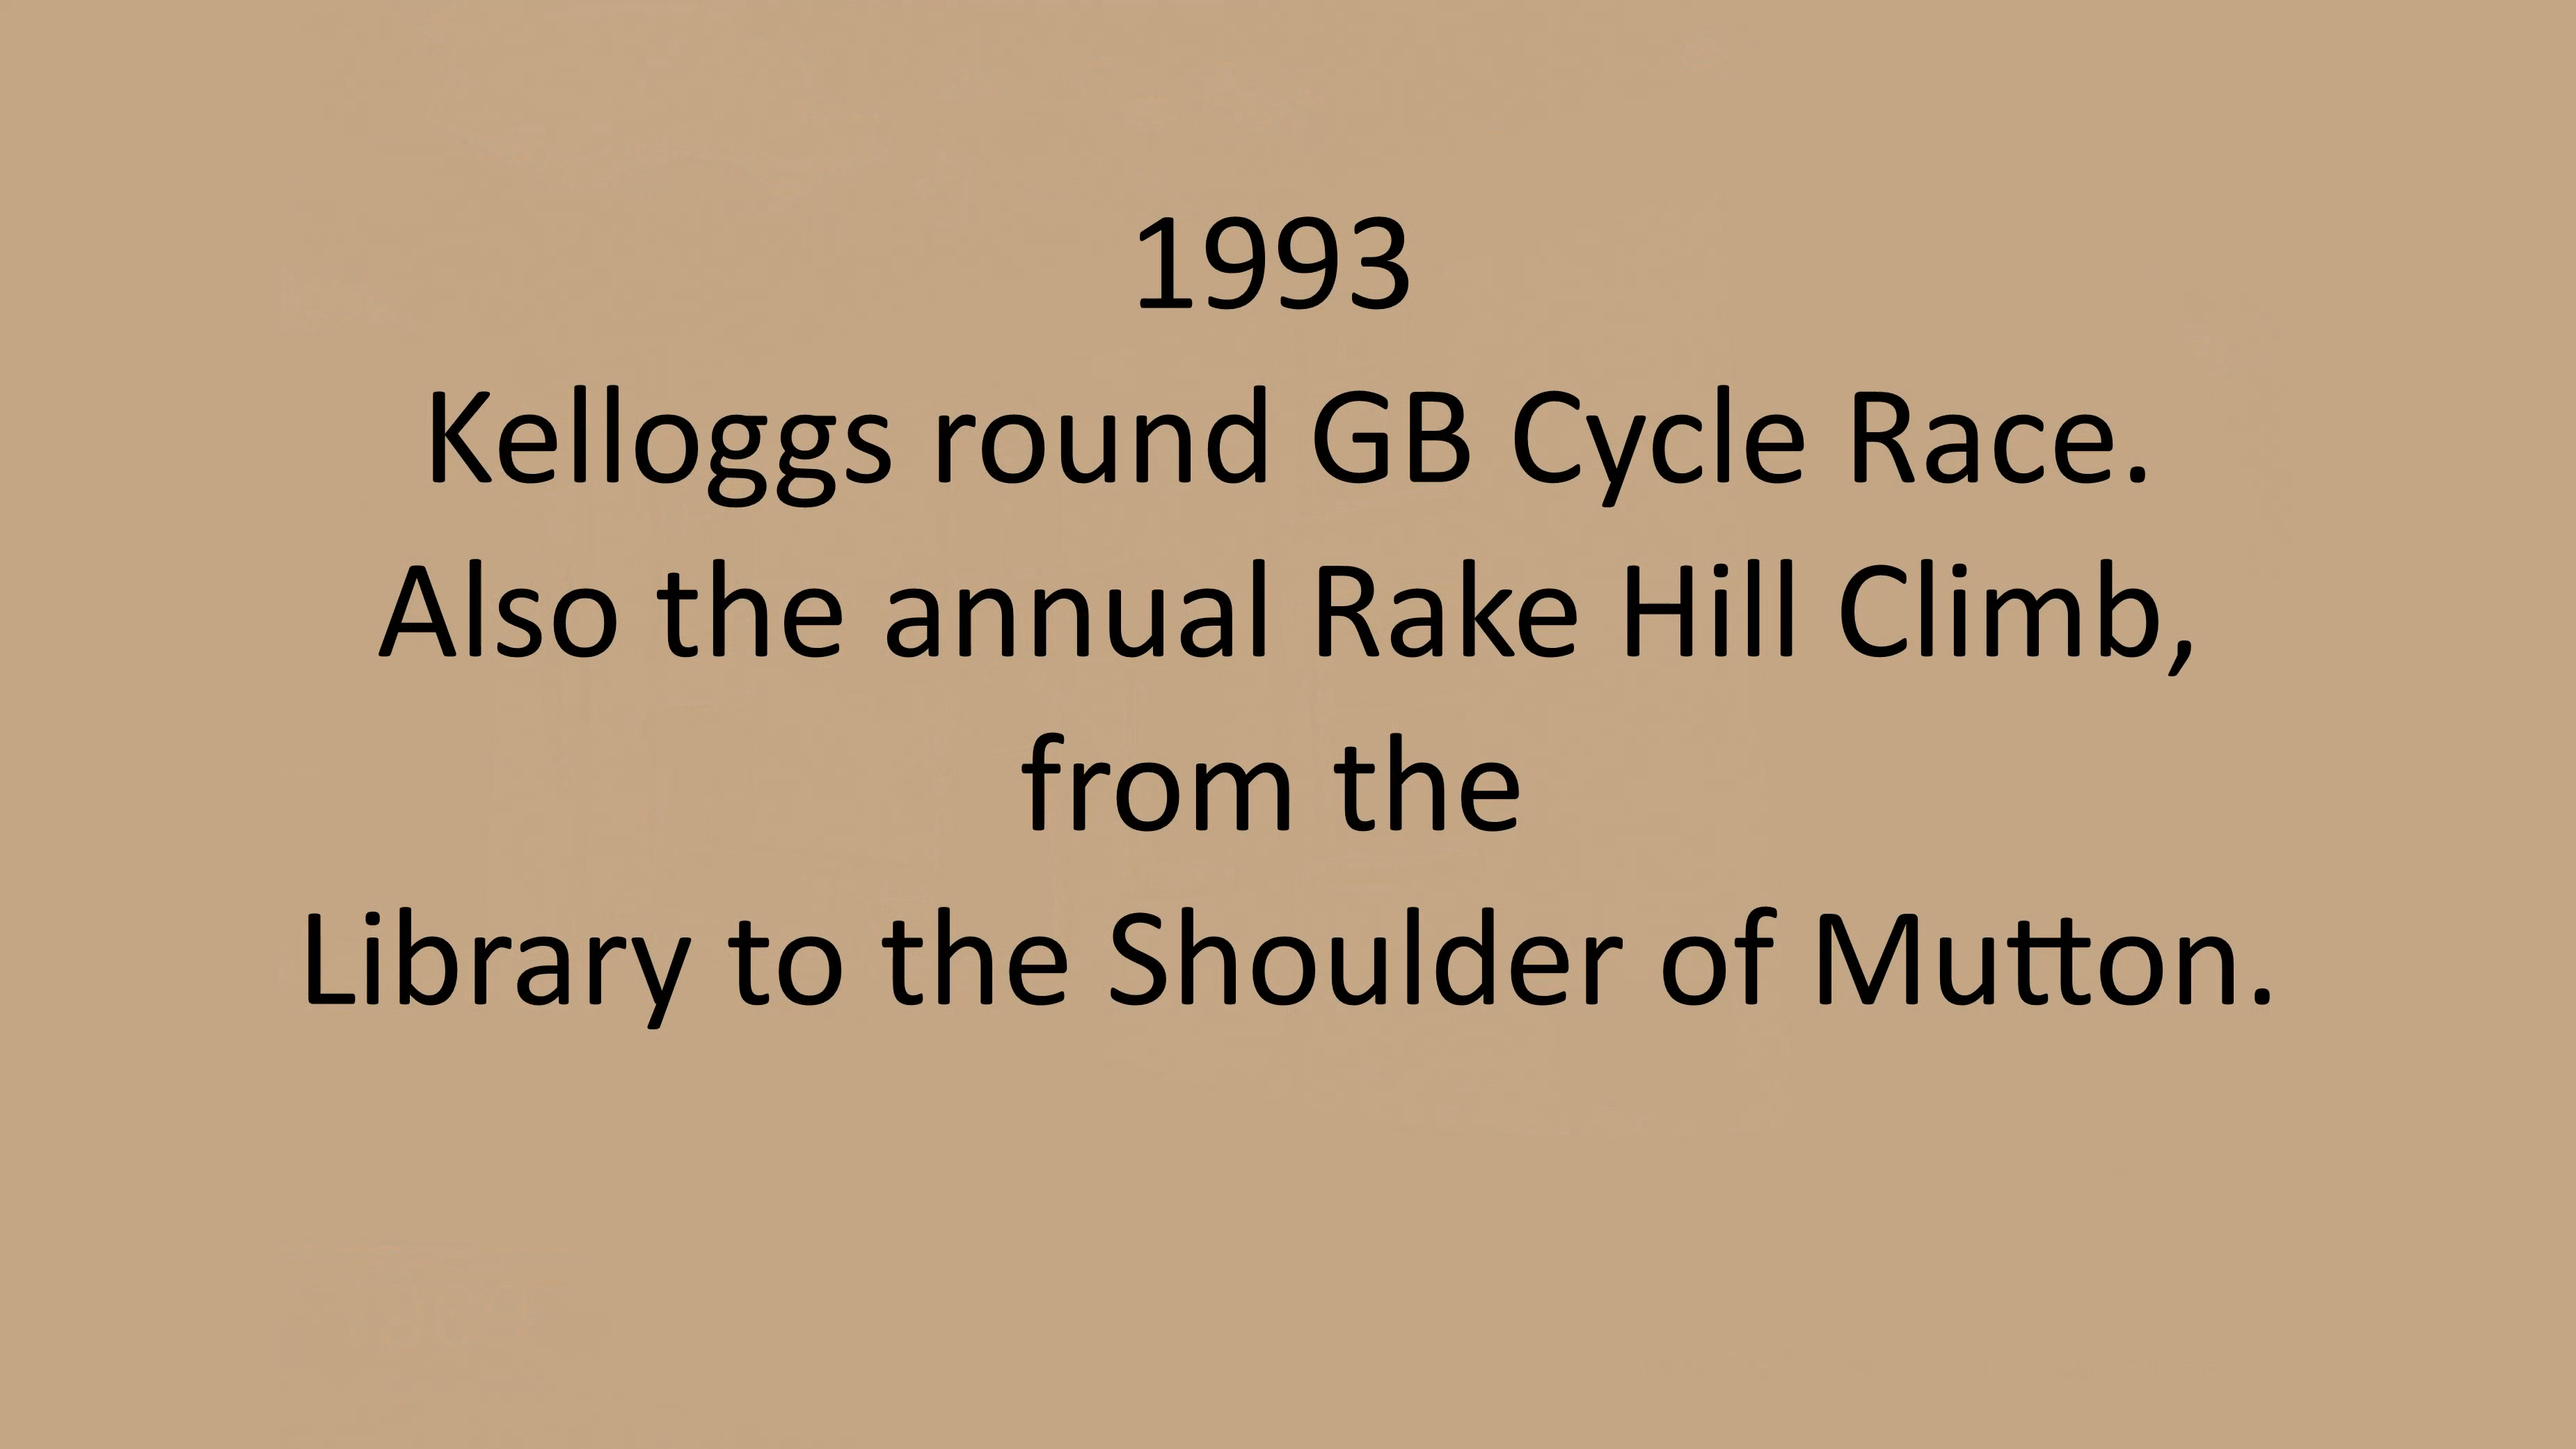 1993
Kelloggs round GB Cycle Race.
Also the annual Rake Hill Climb,
from the
Library to the Shoulder of Mutton.